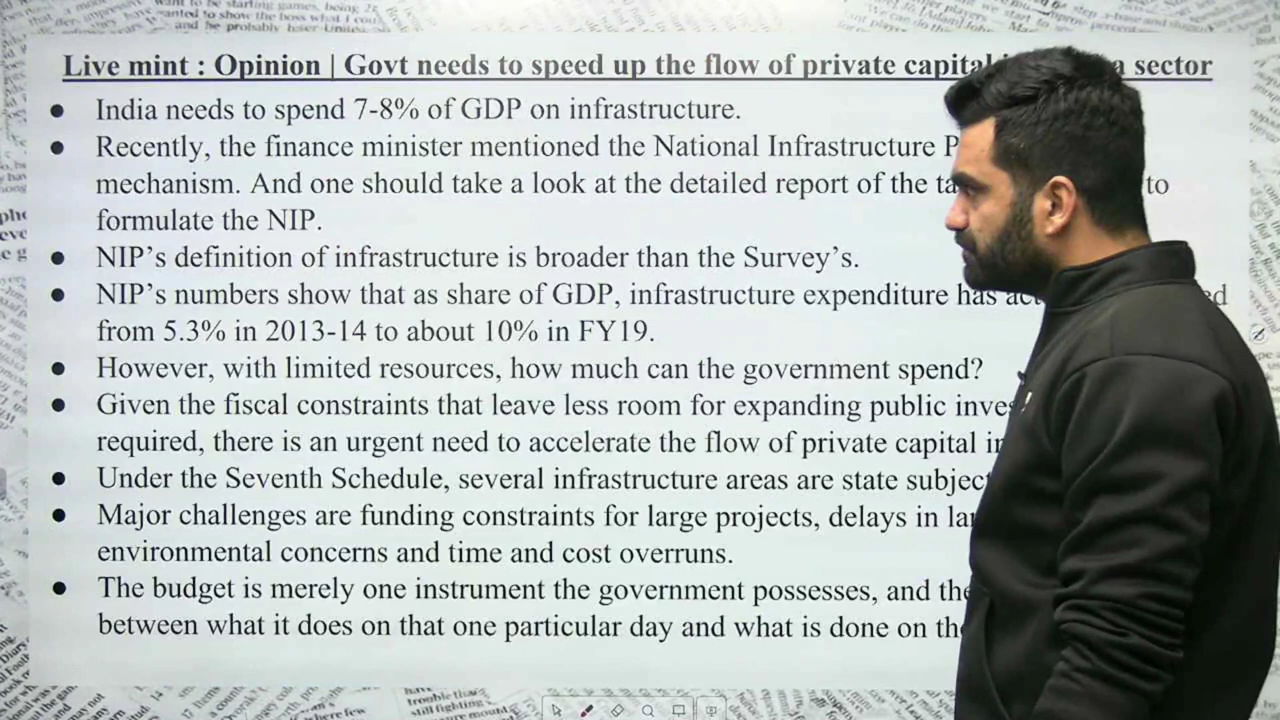 Live mint : Opinion | Govt needs to speed up the flow of private capital sector
● India needs to spend 7-8% of GDP on infrastructure.
● Recently, the finance minister mentioned the National Infrastructure
mechanism. And one should take a look at the detailed report of the to
formulate the NIP.
● NIP’s definition of infrastructure is broader than the Survey’s.
● NIP’s numbers show that as share of GDP, infrastructure expenditure has
from 5.3% in 2013-14 to about 10% in FY19.
● However, with limited resources, how much can the government spend?
● Given the fiscal constraints that leave less room for expanding public
required, there is an urgent need to accelerate the flow of private capital
● Under the Seventh Schedule, several infrastructure areas are state
● Major challenges are funding constraints for large projects, delays in
environmental concerns and time and cost overruns.
● The budget is merely one instrument the government possesses, and
between what it does on that one particular day and what is done on